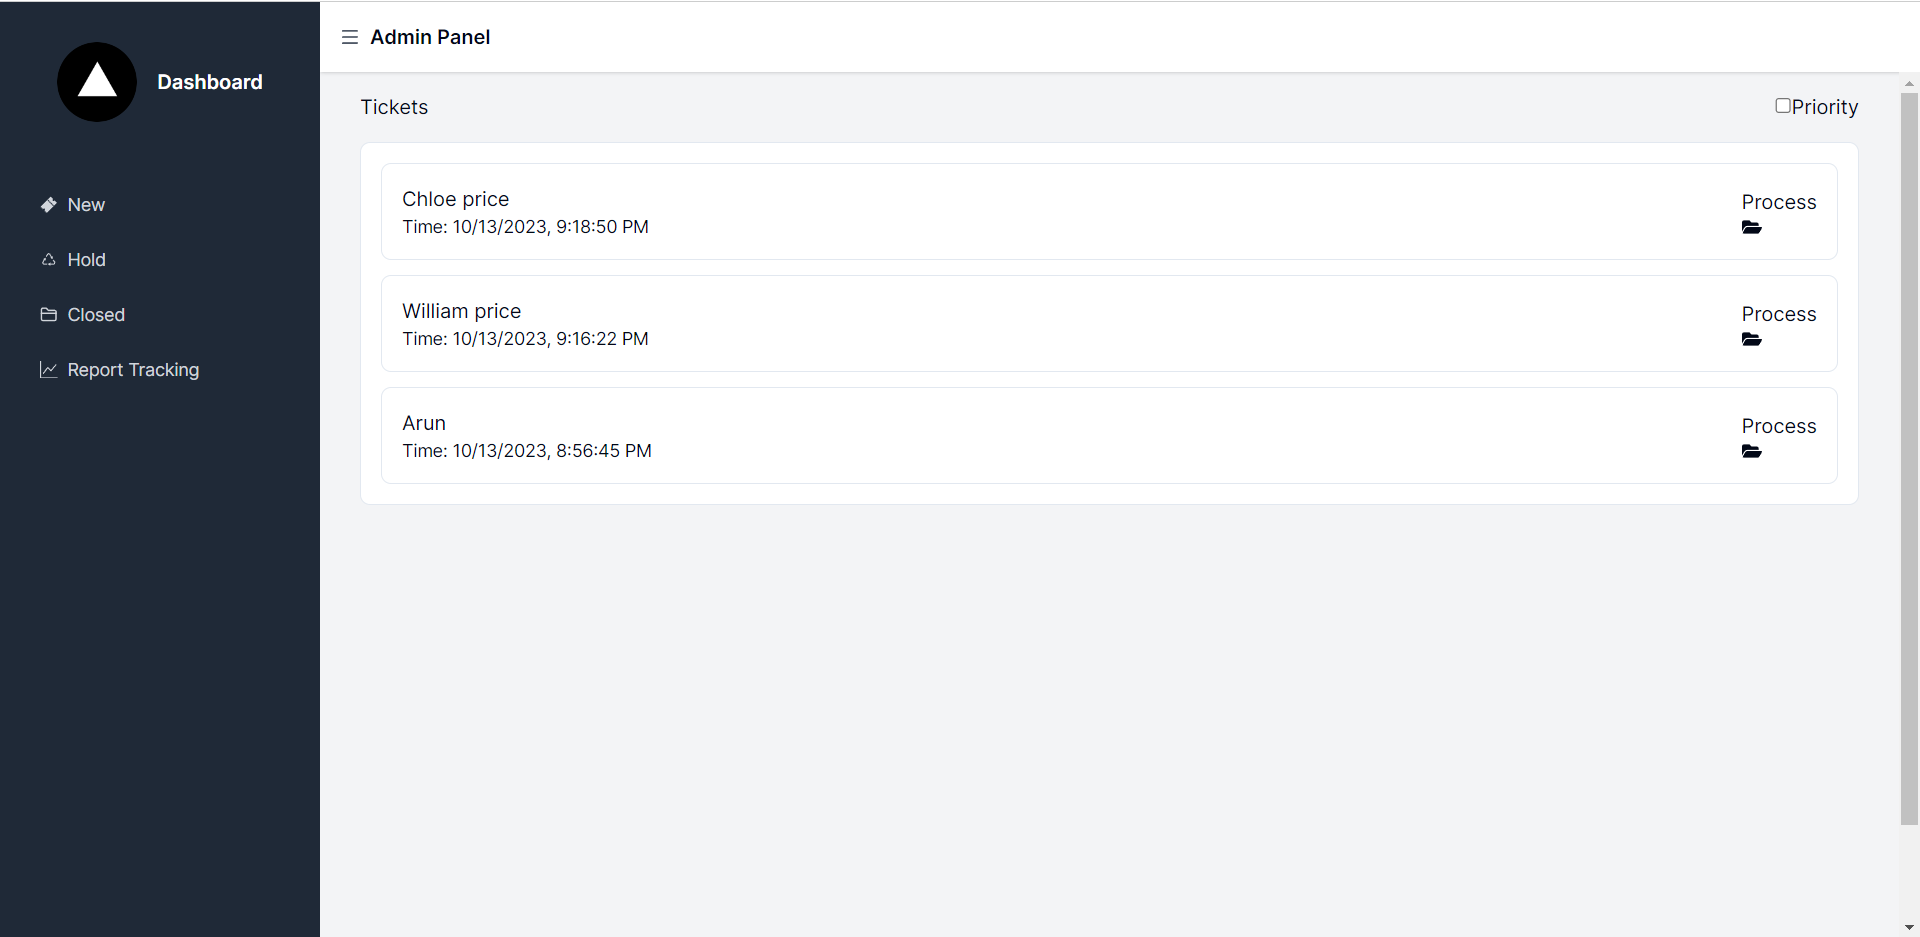 Dashboard
New
Hold
Closed
Report Tracking
Admin Panel
Tickets
Priority
Chloe price
Time: 10/13/2023, 9:18:50 PM
Process
William price
Time: 10/13/2023, 9:16:22 PM
Process
Arun
Time: 10/13/2023, 8:56:45 PM
Process